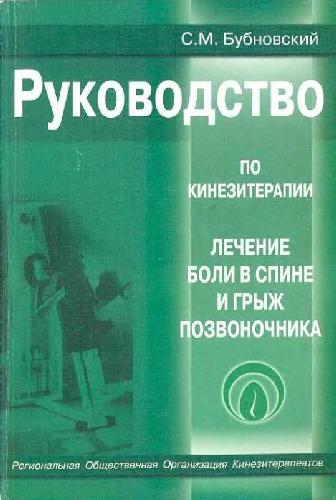 С.М. Бубновский
Руководство
по
кинезитерапии
лечение
боли в спине
и грыж
позвоночника
Региональная Общественная Организация Кинезитерапевтов